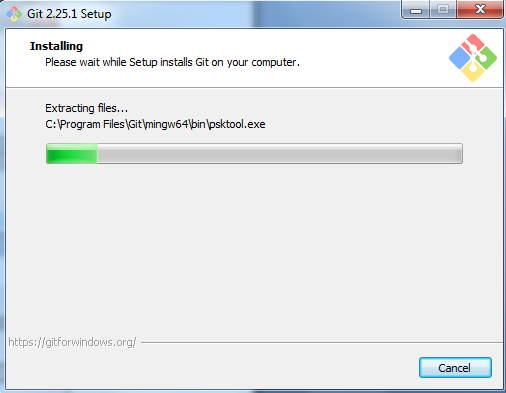 Git 2.25.1 Setup
Installing
Please wait while Setup installs Git on your computer.
Extracting files...
C:\Program Files\Git\mingw64\bin\psktool.exe
https://gitforwindows.org/
Cancel